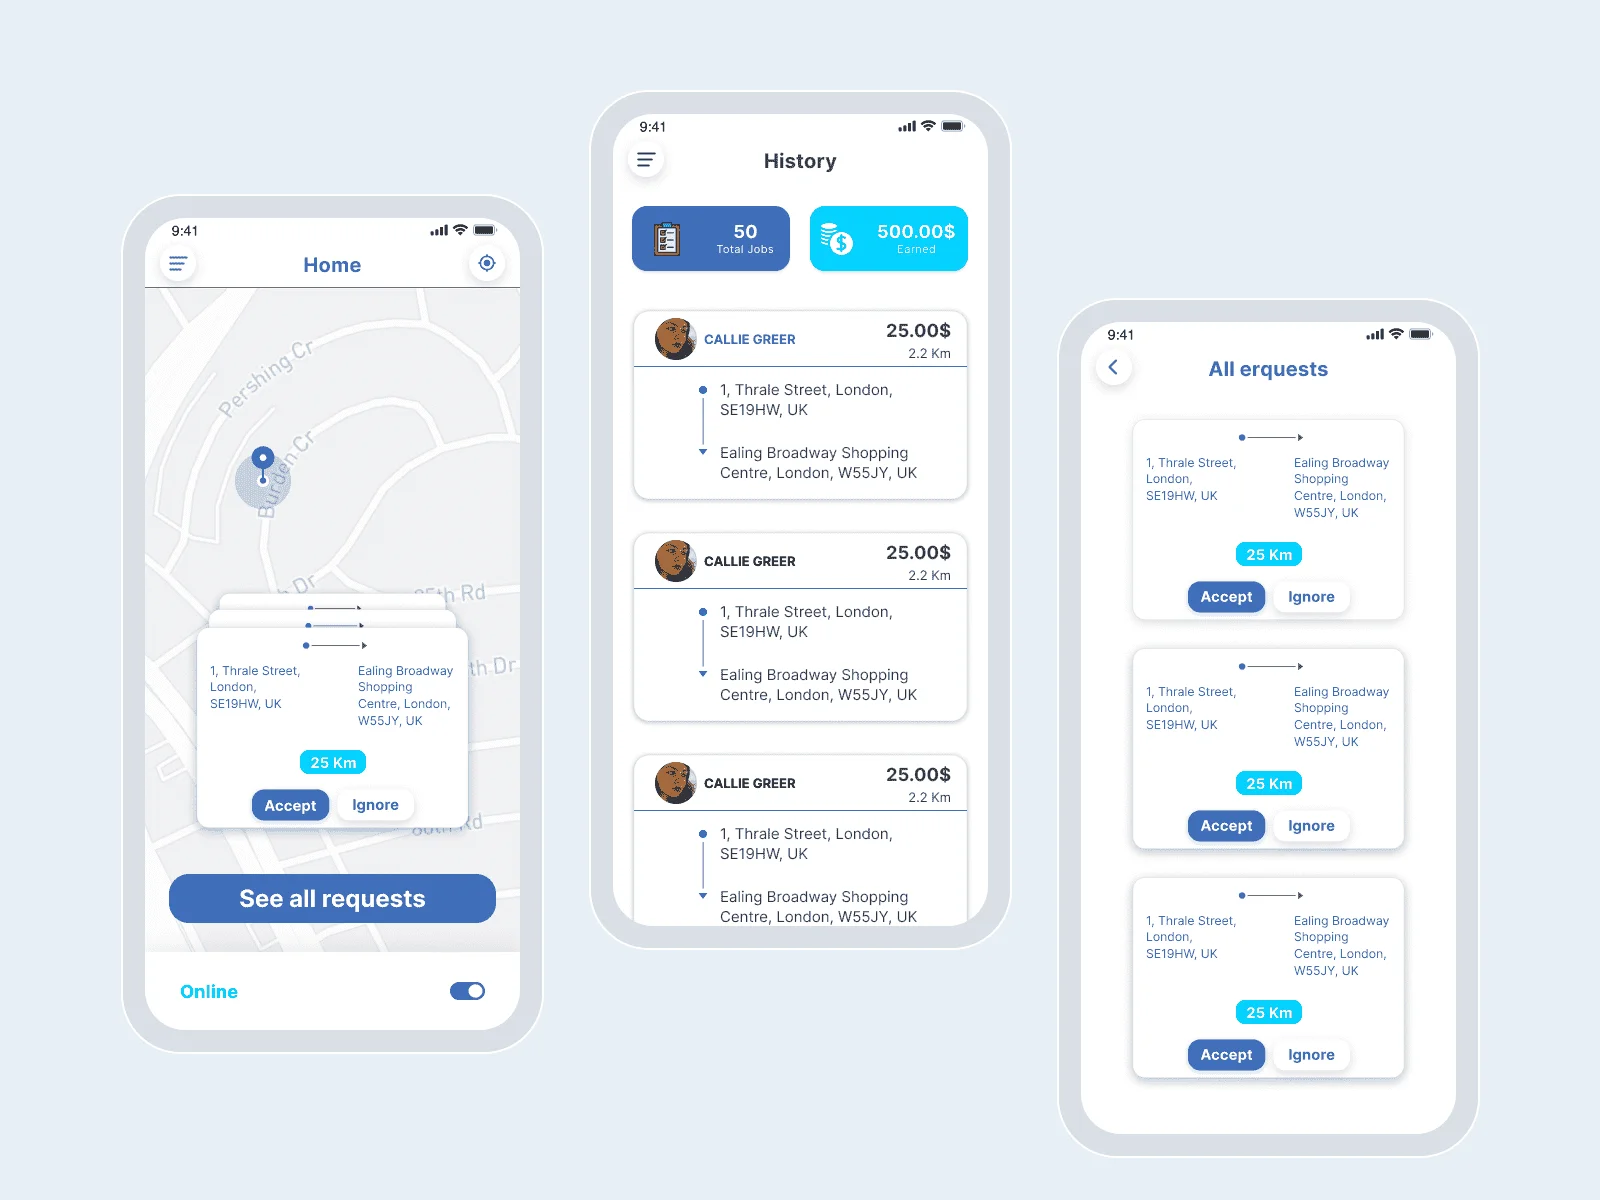 9:41
Home
Pershing Cr
Burden Cr
h Dr
35th Rd
th Dr
Rd
1, Thrale Street,
London,
SE19HW, UK
Ealing Broadway
Shopping
Centre, London,
W55JY, UK
25 Km
Accept
Ignore
See all requests
Online
9:41
History
50
Total Jobs
500.00$
Earned
CALLIE GREER
25.00$
2.2 Km
1, Thrale Street, London,
SE19HW, UK
Ealing Broadway Shopping
Centre, London, W55JY, UK
CALLIE GREER
25.00$
2.2 Km
1, Thrale Street, London,
SE19HW, UK
Ealing Broadway Shopping
Centre, London, W55JY, UK
CALLIE GREER
25.00$
2.2 Km
1, Thrale Street, London,
SE19HW, UK
Ealing Broadway Shopping
Centre, London, W55JY, UK
9:41
All erquests
1, Thrale Street,
London,
SE19HW, UK
Ealing Broadway
Shopping
Centre, London,
W55JY, UK
25 Km
Accept
Ignore
1, Thrale Street,
London,
SE19HW, UK
Ealing Broadway
Shopping
Centre, London,
W55JY, UK
25 Km
Accept
Ignore
1, Thrale Street,
London,
SE19HW, UK
Ealing Broadway
Shopping
Centre, London,
W55JY, UK
25 Km
Accept
Ignore